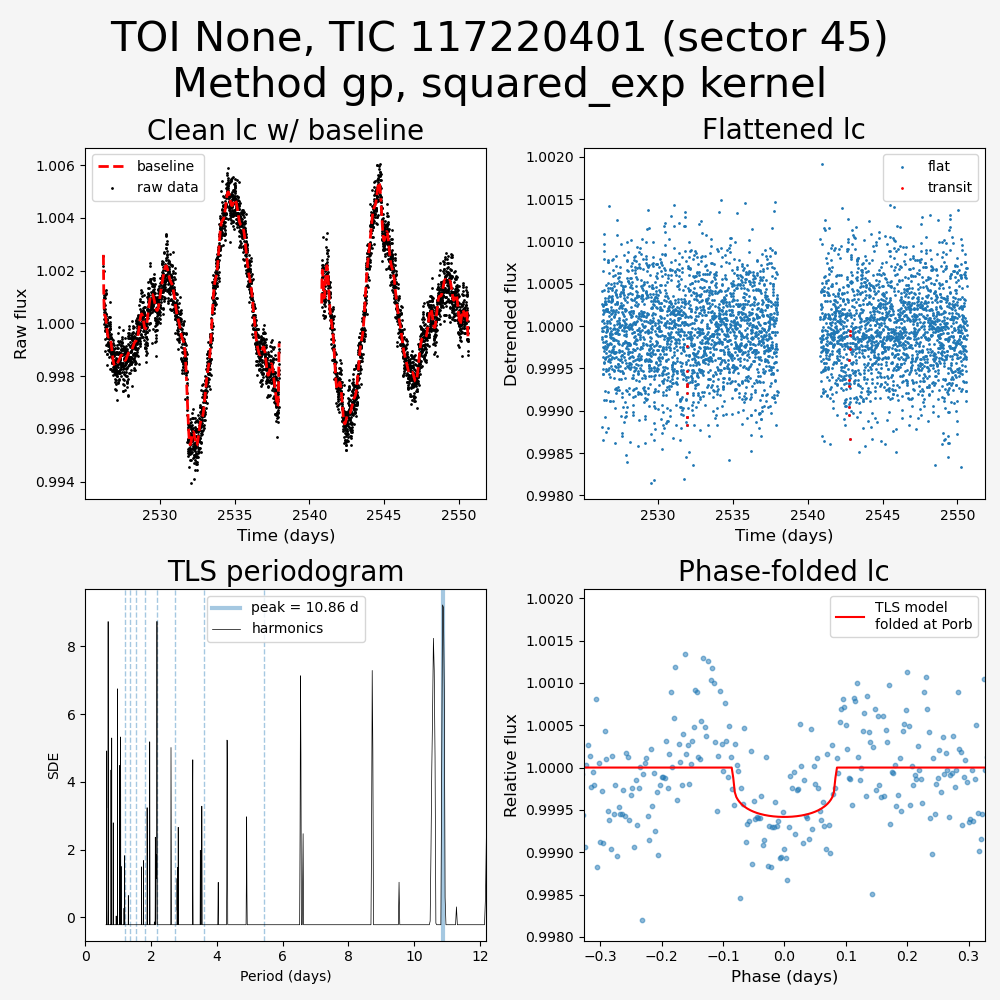 TOI None, TIC 117220401 (sector 45)
Method gp, squared_exp kernel
Clean lc w/ baseline
Raw flux
1.006
1.004
1.002
1.000
0.998
0.996
0.994
baseline
raw data
2530
2535
2540
2545
2550
Time (days)
Flattened lc
Detrended flux
1.0020
1.0015
1.0010
1.0005
1.0000
0.9995
0.9990
0.9985
0.9980
flat
transit
2530
2535
2540
2545
2550
Time (days)
TLS periodogram
SDE
8
6
4
2
0
peak = 10.86 d
harmonics
0
2
4
6
8
10
12
Period (days)
Phase-folded lc
Relative flux
1.0020
1.0015
1.0010
1.0005
1.0000
0.9995
0.9990
0.9985
0.9980
TLS model
folded at Porb
−0.3
−0.2
−0.1
0.0
0.1
0.2
0.3
Phase (days)